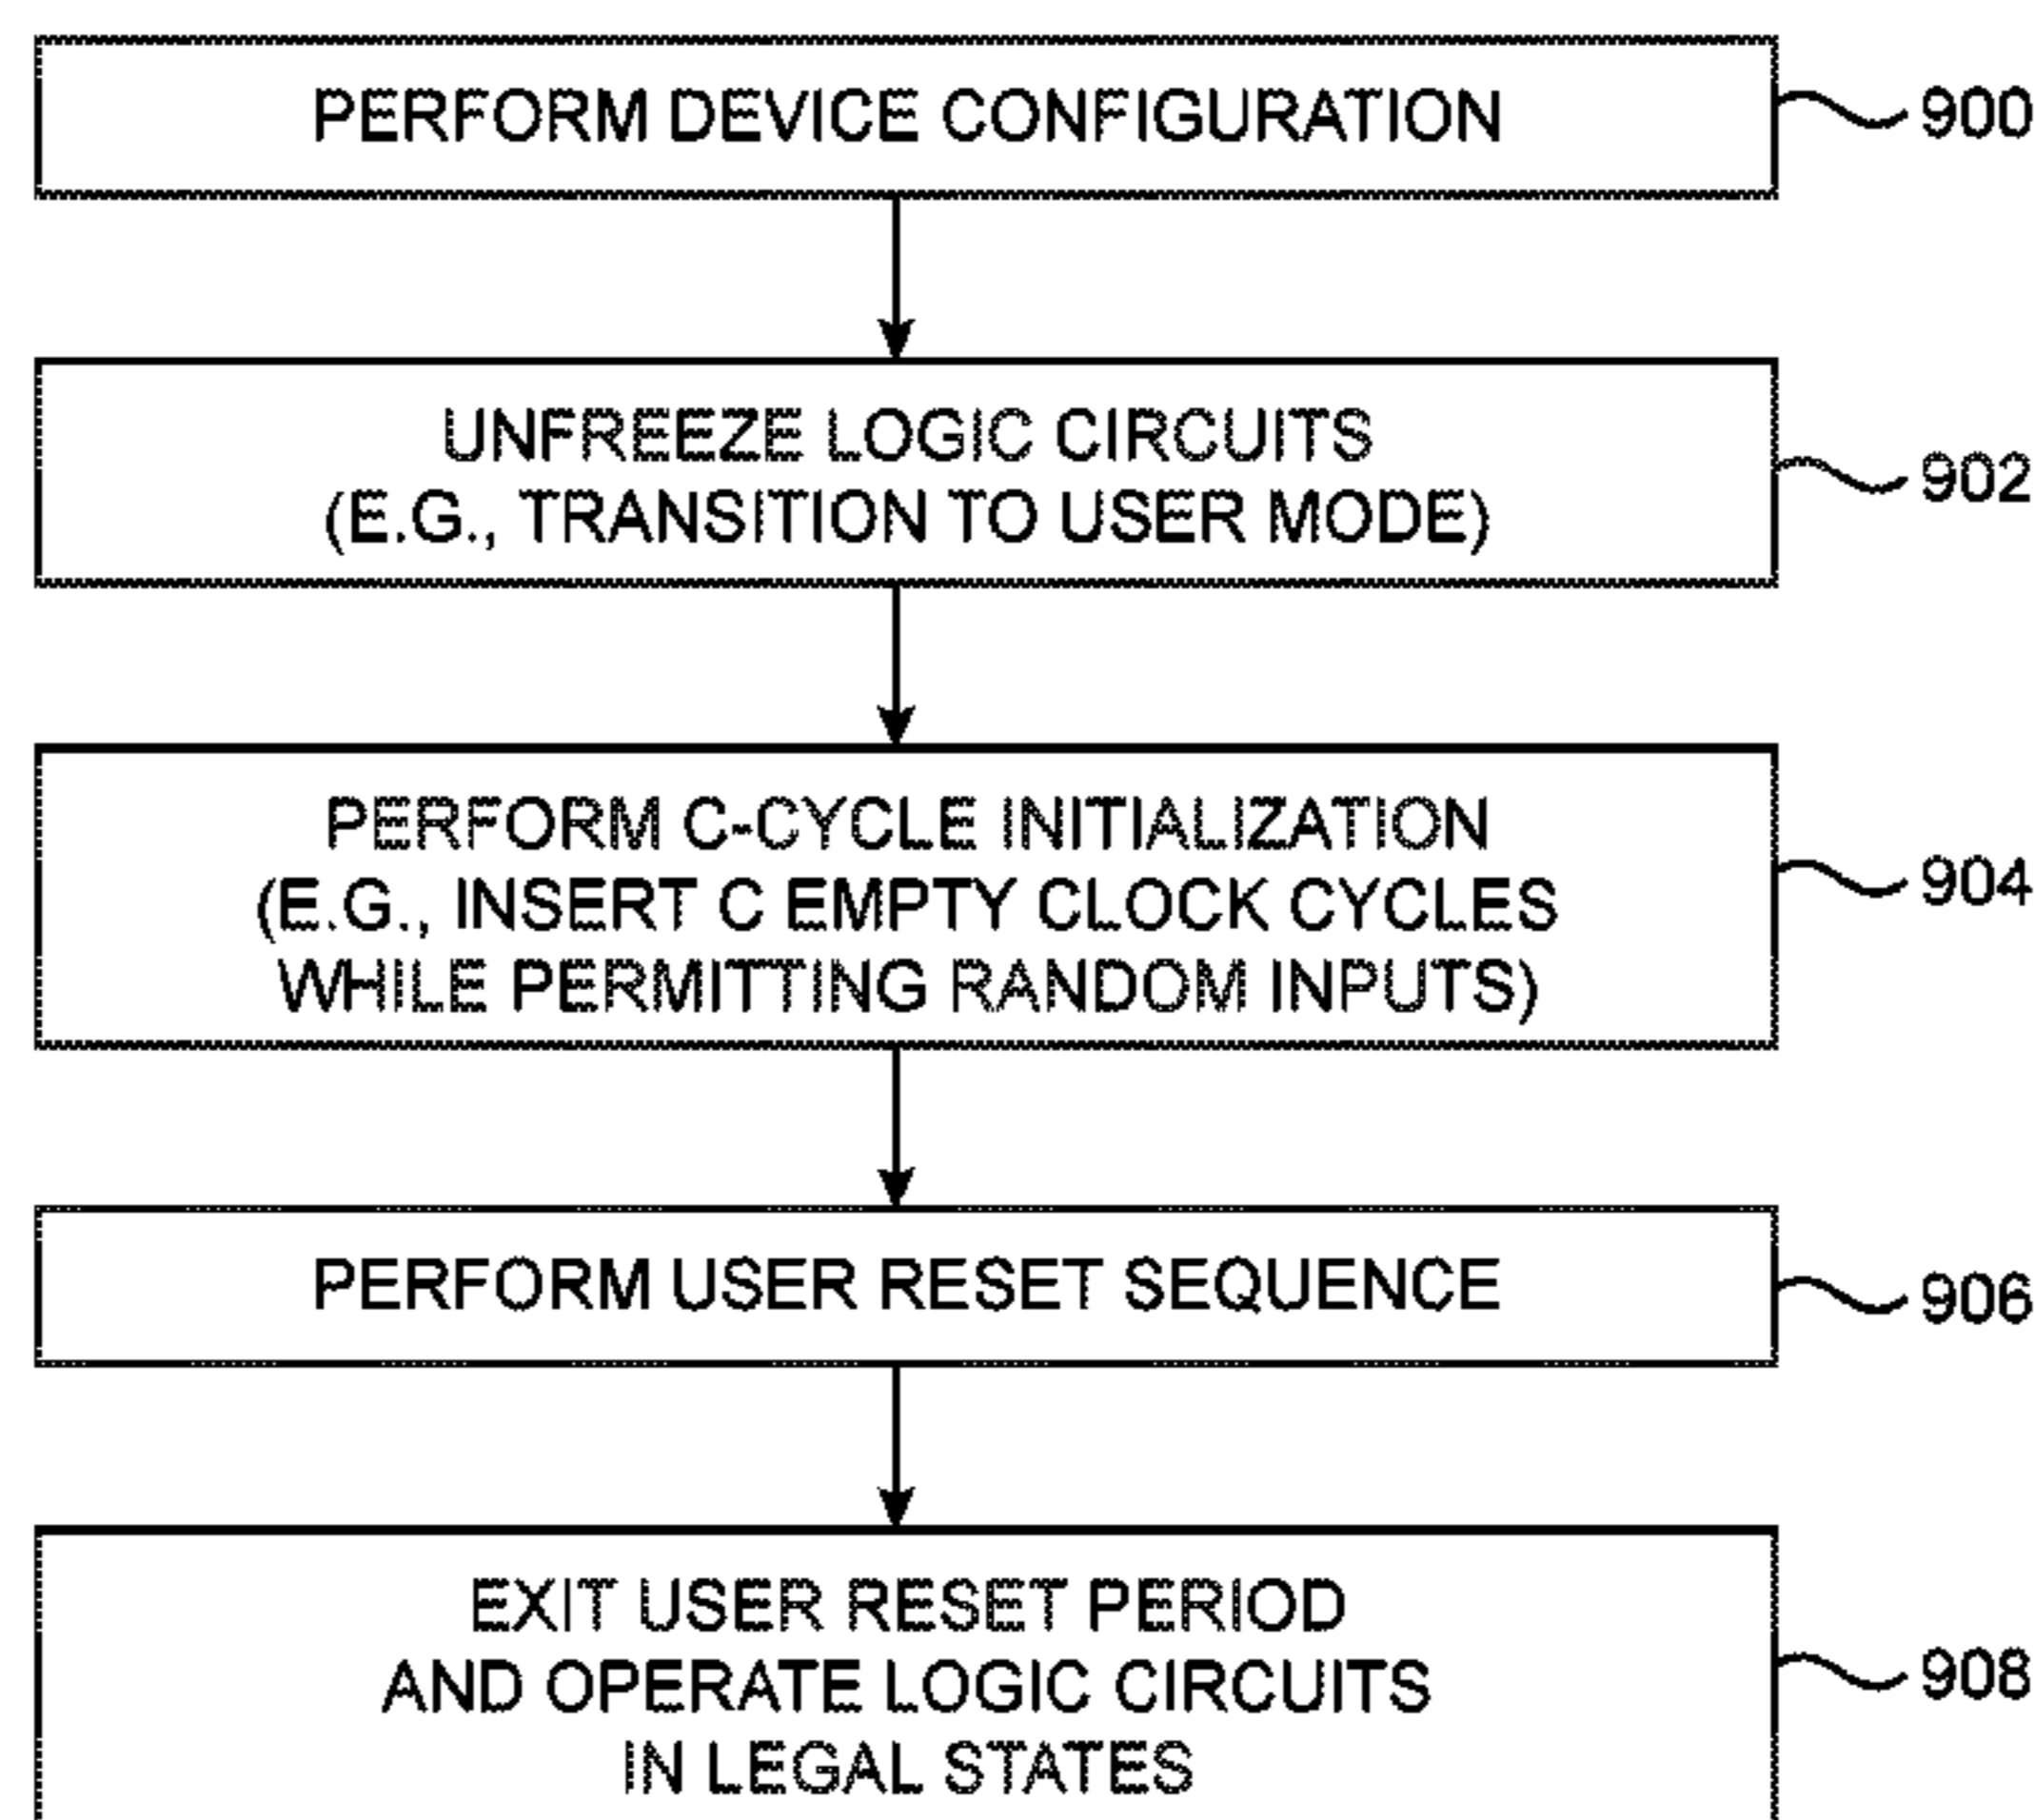 PERFORM DEVICE CONFIGURATION
900
UNFREEZE LOGIC CIRCUITS
(E.G., TRANSITION TO USER MODE)
902
PERFORM C-CYCLE INITIALIZATION
(E.G., INSERT C EMPTY CLOCK CYCLES
WHILE PERMITTING RANDOM INPUTS)
904
PERFORM USER RESET SEQUENCE
906
EXIT USER RESET PERIOD
AND OPERATE LOGIC CIRCUITS
IN LEGAL STATES
908